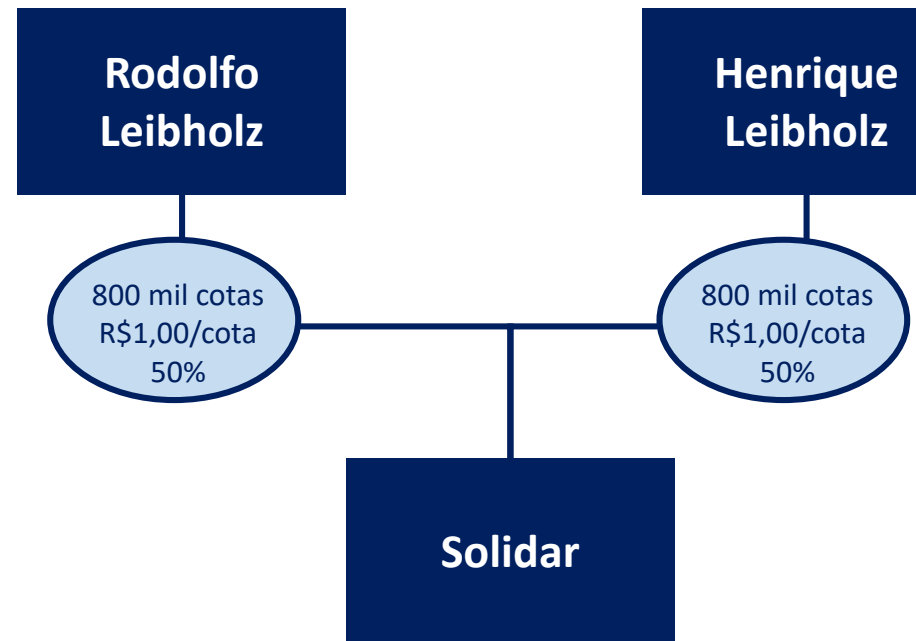 Rodolfo
Leibholz
Henrique
Leibholz
800 mil cotas
R$1,00/cota
50%
800 mil cotas
R$1,00/cota
50%
Solidar